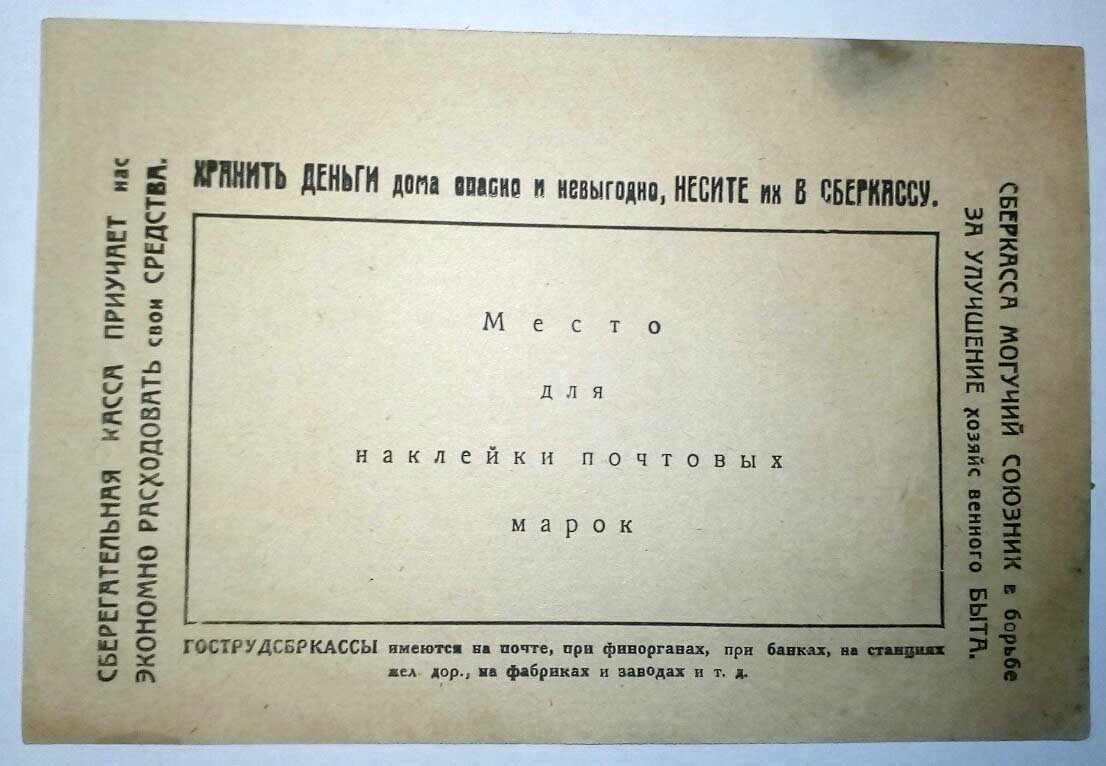 ХРАНИТЬ ДЕНЬГИ дома опасно и невыгодно, НЕСИТЕ их В СБЕРКАССУ.
СБЕРЕГАТЕЛЬНАЯ КАССА ПРИУЧАЕТ нас
ЭКОНОМНО РАСХОДОВАТЬ свои СРЕДСТВА.
Место
для
наклейки почтовых
марок
СБЕРКАССА МОГУЧИЙ СОЮЗНИК в борьбе
ЗА УЛУЧШЕНИЕ хозяйс венного БЫТА.
ГОСТРУДСБРКАССЫ имеются на почте, при финорганах, при банках, на станциях
жел. дор., на фабриках и заводах и т. д.